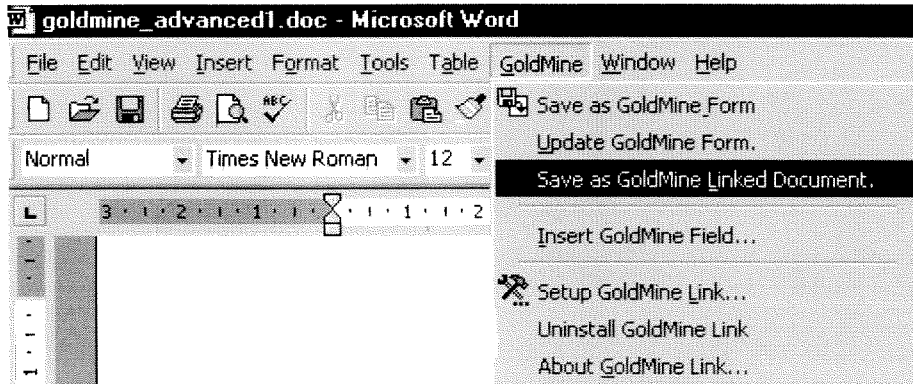 goldmine_advanced1.doc - Microsoft Word
File Edit View Insert Format Tools Table GoldMine Window Help
Save as GoldMine Form
Update GoldMine Form.
Normal Times New Roman 12
Save as GoldMine Linked Document.
3 2 1 1 2
Insert GoldMine Field...
Setup GoldMine Link...
Uninstall GoldMine Link
1
About GoldMine Link...